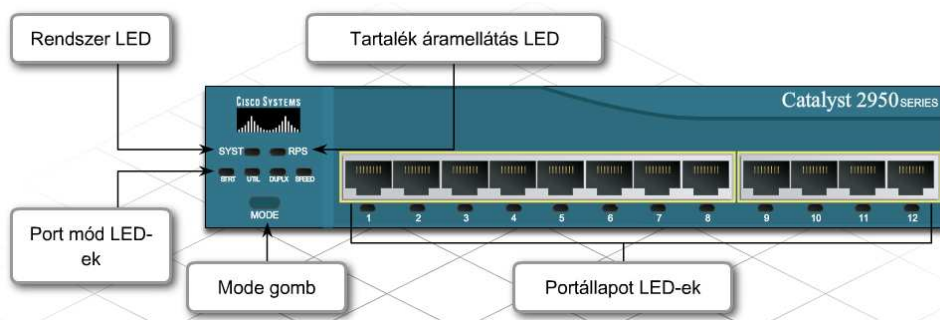 Rendszer LED
Tartalék áramellátás LED
CISCO SYSTEMS
Catalyst 2950 SERIES
SYST RPS
STRT UTIL DUPLX SPEED
MODE
1 2 3 4 5 6 7 8 9 10 11 12
Port mód LED-
ek
Mode gomb
Portállapot LED-ek